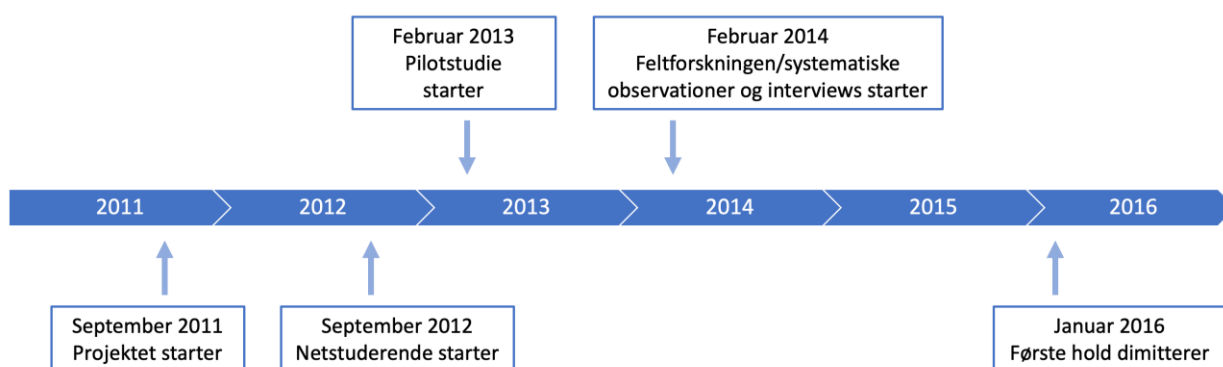 Februar 2013
Pilotstudie
starter
Februar 2014
Feltforskningen/systematiske
observationer og interviews starter
2011
2012
2013
2014
2015
2016
September 2011
Projektet starter
September 2012
Netstuderende starter
Januar 2016
Første hold dimitterer